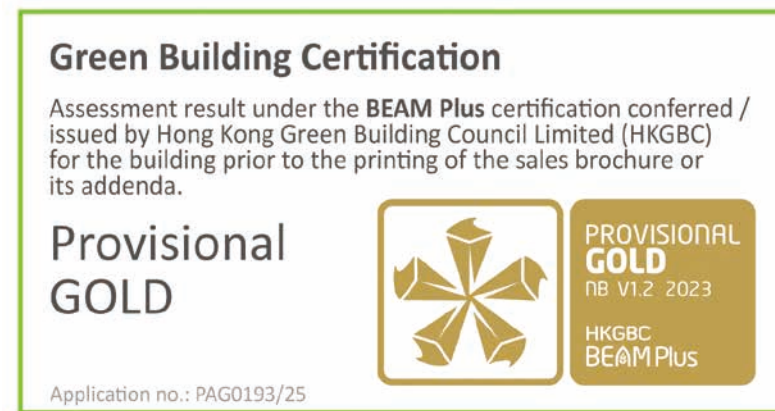 Green Building Certification
Assessment result under the BEAM Plus certification conferred /
issued by Hong Kong Green Building Council Limited (HKGBC)
for the building prior to the printing of the sales brochure or
its addenda.
Provisional
GOLD
PROVISIONAL
GOLD
NB V1.2 2023
HKGBC
BEAM Plus
Application no.: PAG0193/25